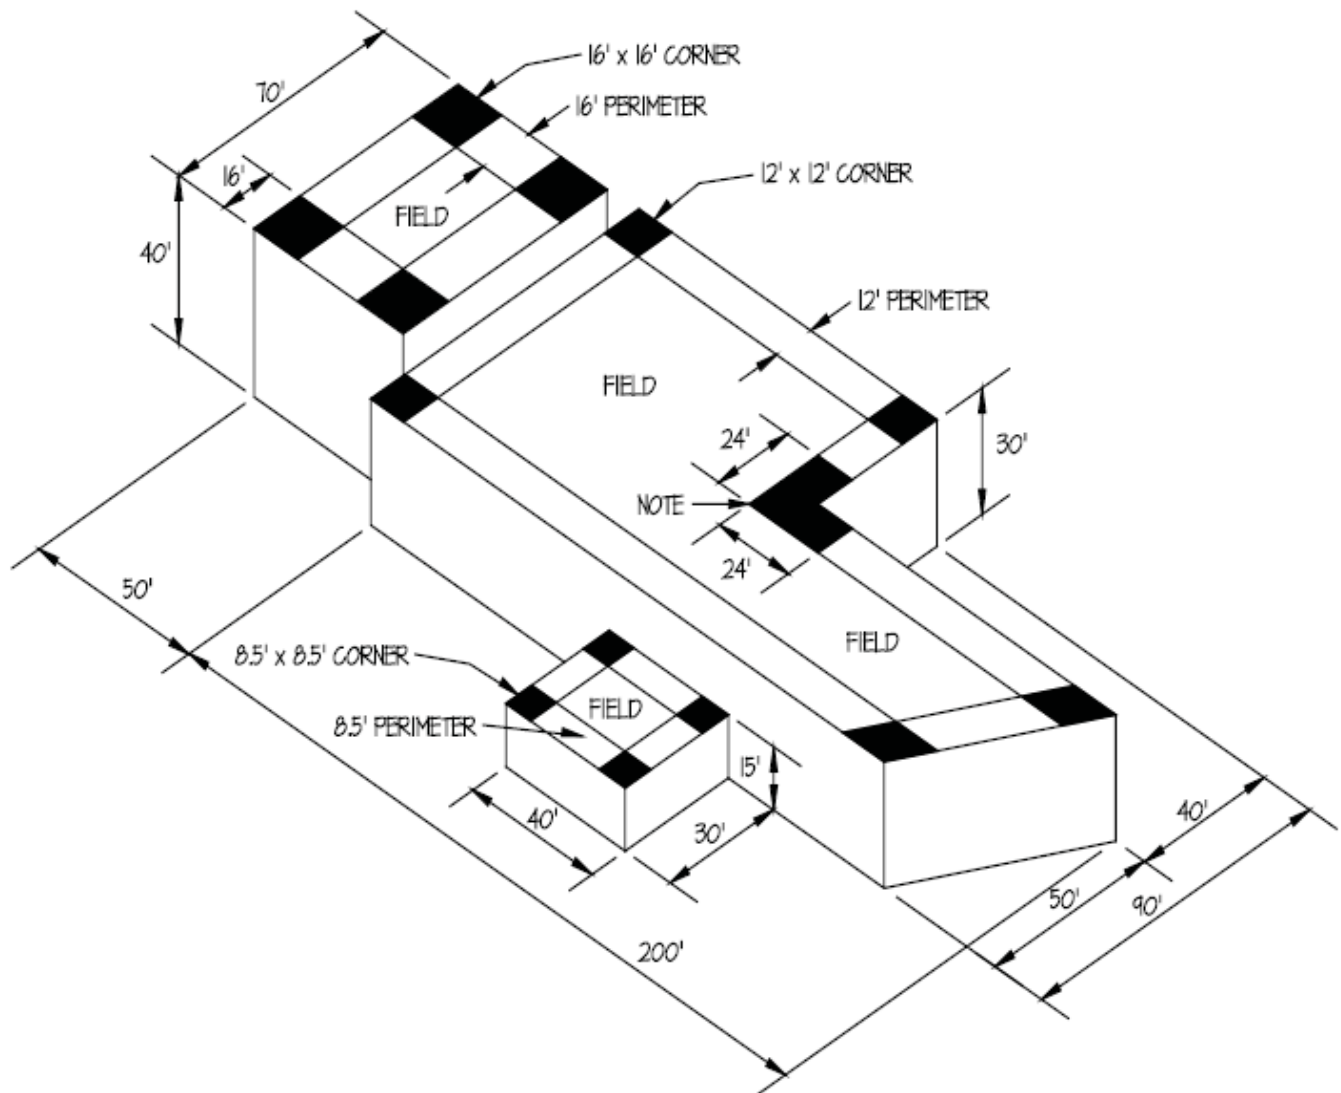 16' x 16' CORNER
70'
16' PERIMETER
16'
12' x 12' CORNER
FIELD
40'
12' PERIMETER
FIELD
24'
30'
NOTE
24'
50'
FIELD
8.5' x 8.5' CORNER
FIELD
8.5' PERIMETER
15'
40'
30'
40'
50'
90'
200'